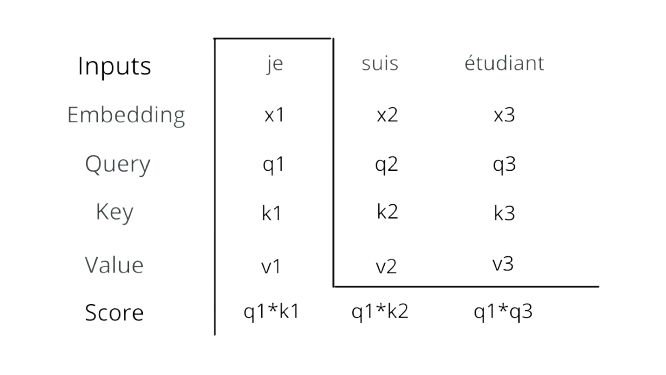 Inputs je suis étudiant
Embedding x1 x2 x3
Query q1 q2 q3
Key k1 k2 k3
Value v1 v2 v3
Score q1*k1 q1*k2 q1*q3